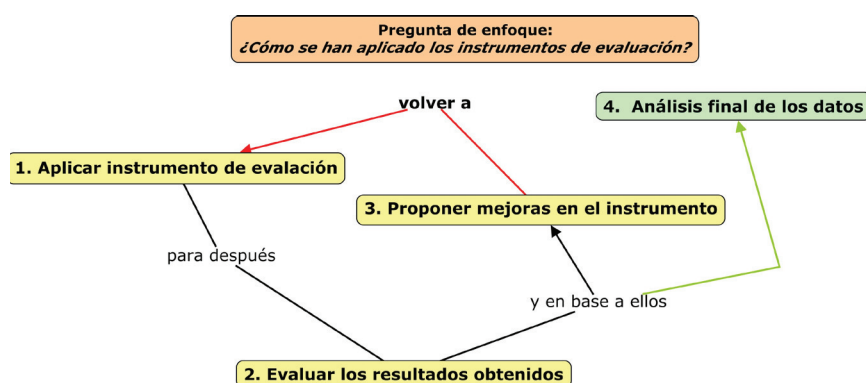 Pregunta de enfoque:
¿Cómo se han aplicado los instrumentos de evaluación?
volver a
4. Análisis final de los datos
1. Aplicar instrumento de evalación
3. Proponer mejoras en el instrumento
para después
y en base a ellos
2. Evaluar los resultados obtenidos